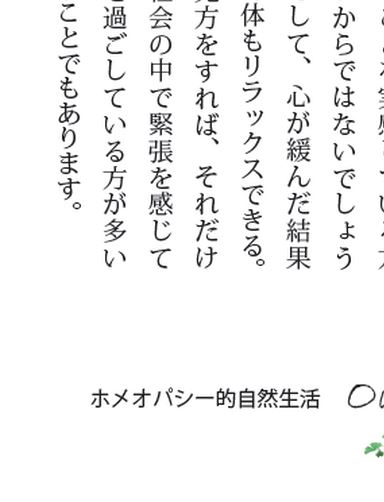 からではないでしょう
して、心が緩んだ結果
体もリラックスできる。
見方をすれば、それだけ
社会の中で緊張を感じて
過ごしている方が多い
ことでもあります。
ホメオパシー的自然生活